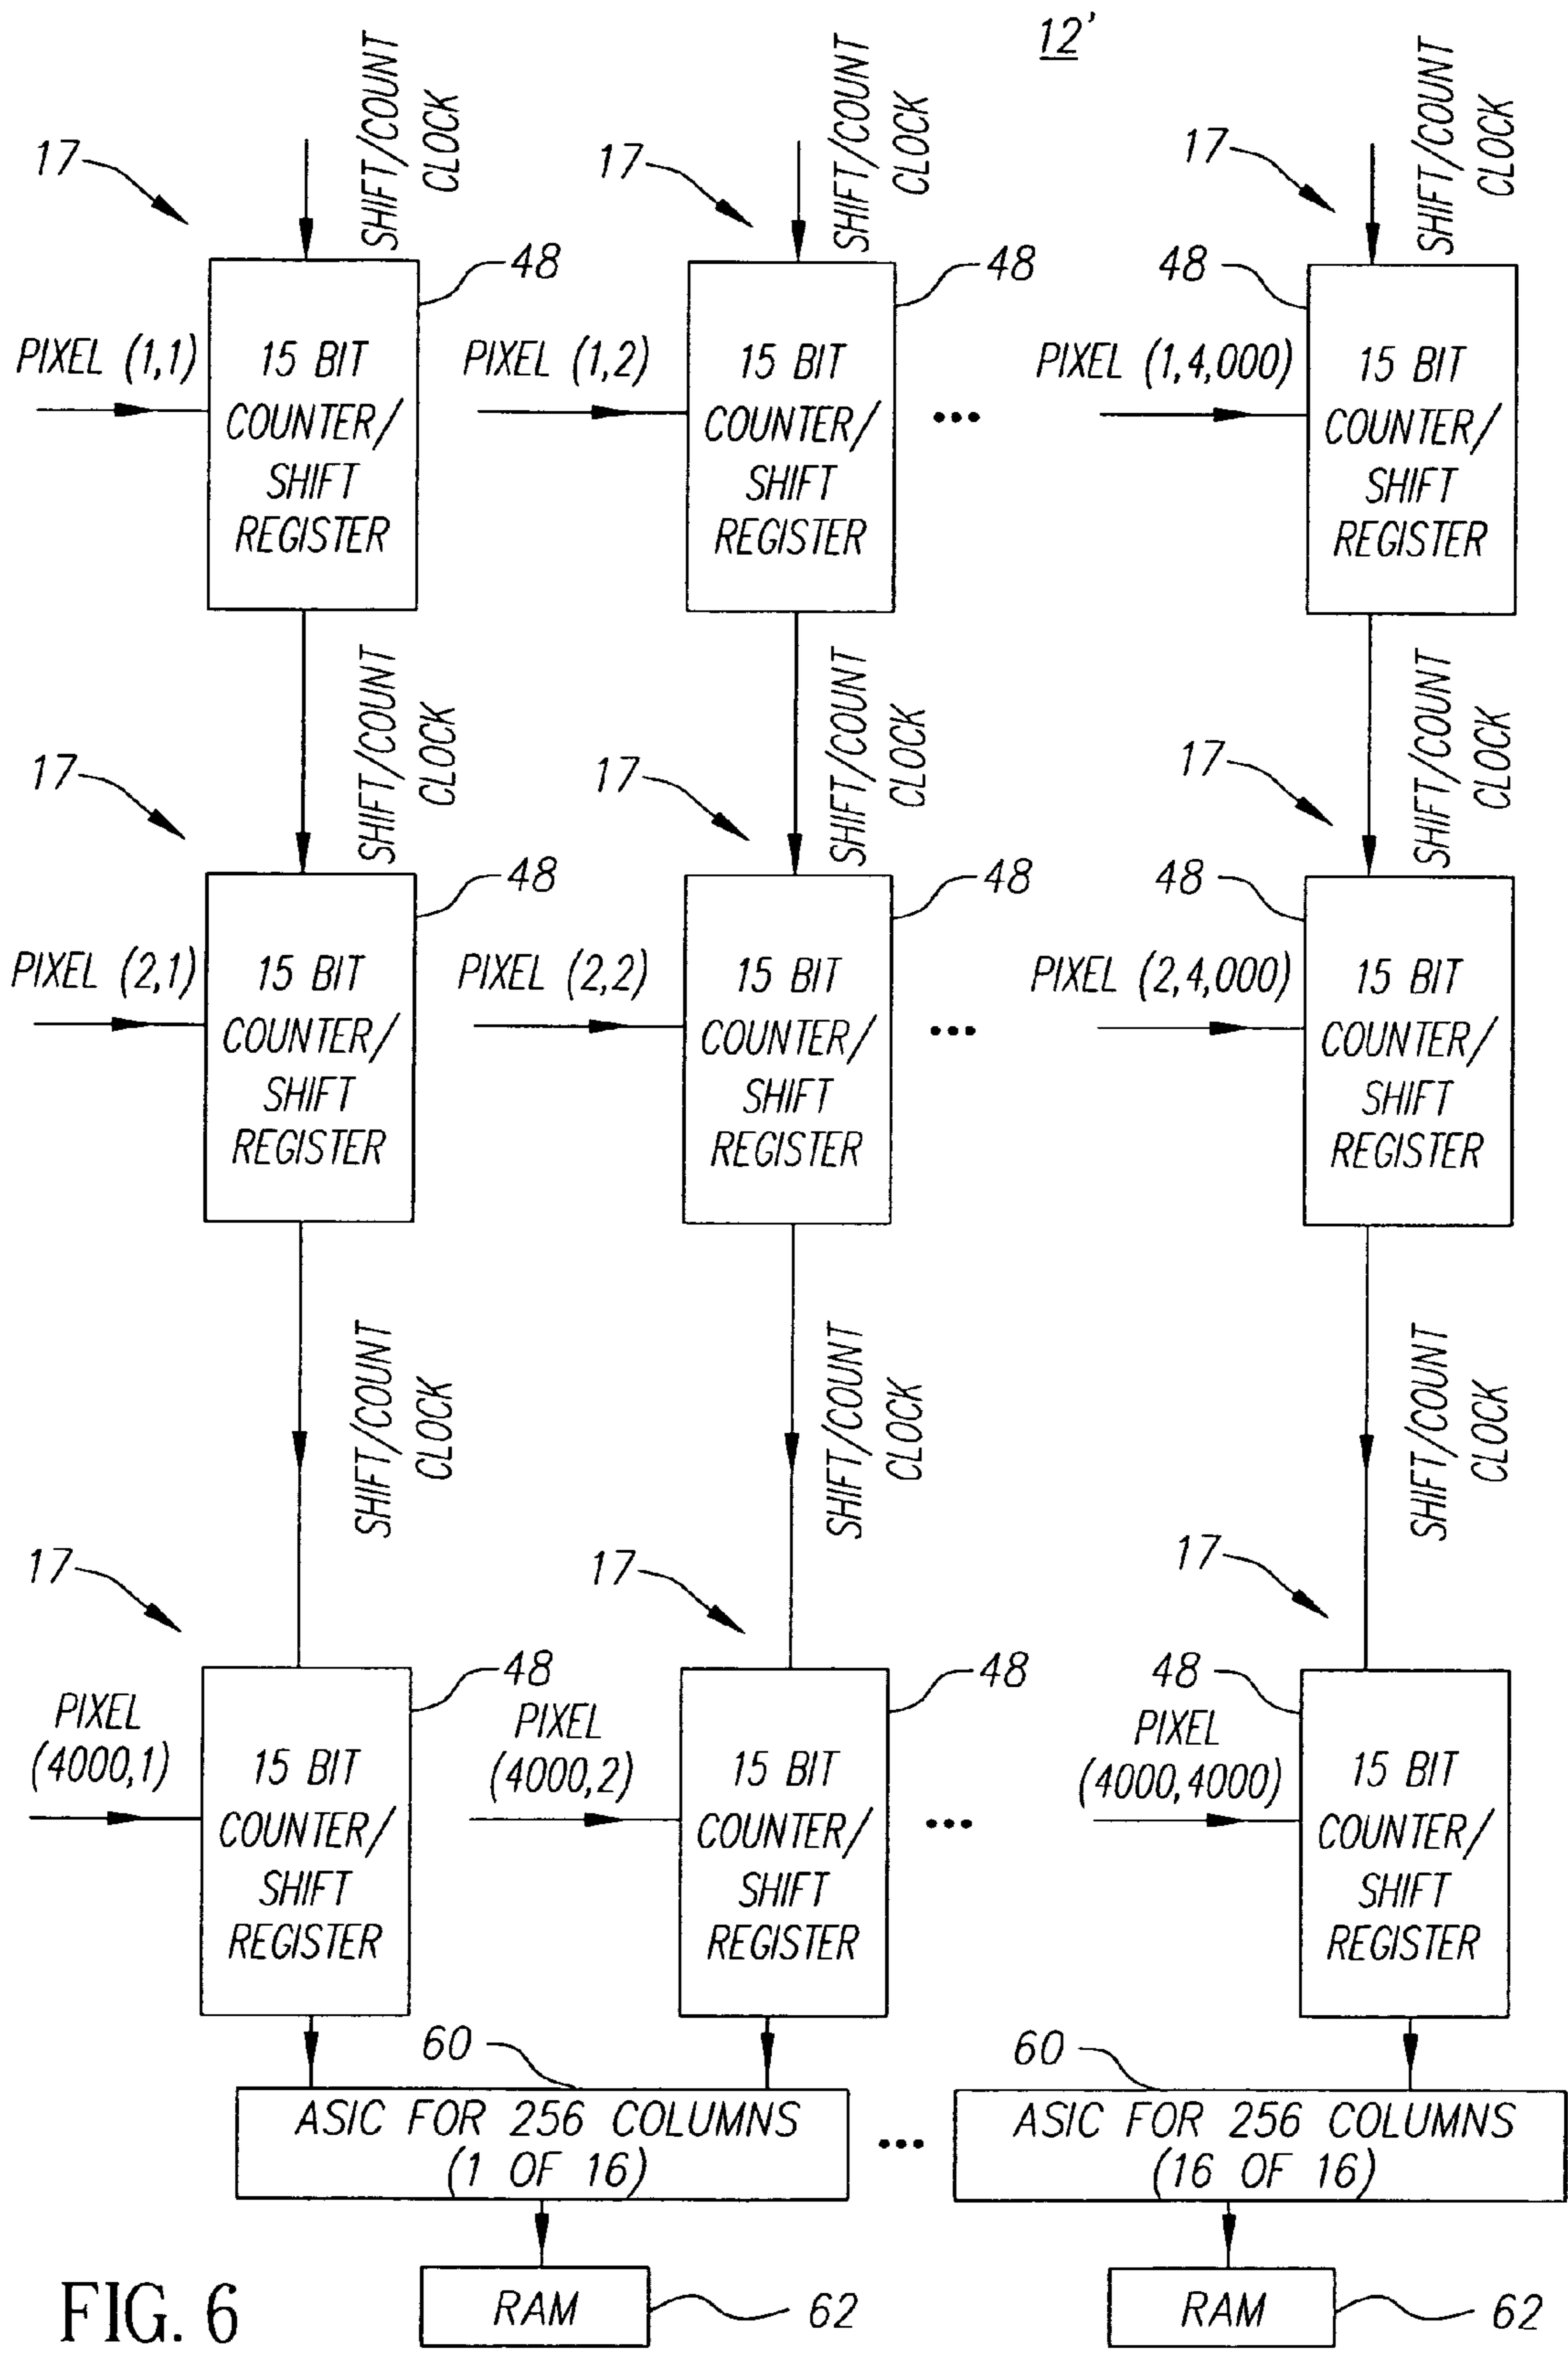 12'
SHIFT/COUNT
CLOCK
SHIFT/COUNT
CLOCK
SHIFT/COUNT
CLOCK
17
17
17
48
48
48
PIXEL (1,1)
15 BIT
COUNTER/
SHIFT
REGISTER
PIXEL (1,2)
15 BIT
COUNTER/
SHIFT
REGISTER
...
PIXEL (1,4,000)
15 BIT
COUNTER/
SHIFT
REGISTER
SHIFT/COUNT
CLOCK
SHIFT/COUNT
CLOCK
SHIFT/COUNT
CLOCK
17
17
17
48
48
48
PIXEL (2,1)
15 BIT
COUNTER/
SHIFT
REGISTER
PIXEL (2,2)
15 BIT
COUNTER/
SHIFT
REGISTER
...
PIXEL (2,4,000)
15 BIT
COUNTER/
SHIFT
REGISTER
SHIFT/COUNT
CLOCK
SHIFT/COUNT
CLOCK
SHIFT/COUNT
CLOCK
17
17
17
48
48
48
PIXEL
(4000,1)
15 BIT
COUNTER/
SHIFT
REGISTER
PIXEL
(4000,2)
15 BIT
COUNTER/
SHIFT
REGISTER
...
PIXEL
(4000,4000)
15 BIT
COUNTER/
SHIFT
REGISTER
60
60
ASIC FOR 256 COLUMNS
(1 OF 16)
...
ASIC FOR 256 COLUMNS
(16 OF 16)
RAM
62
RAM
62
FIG. 6